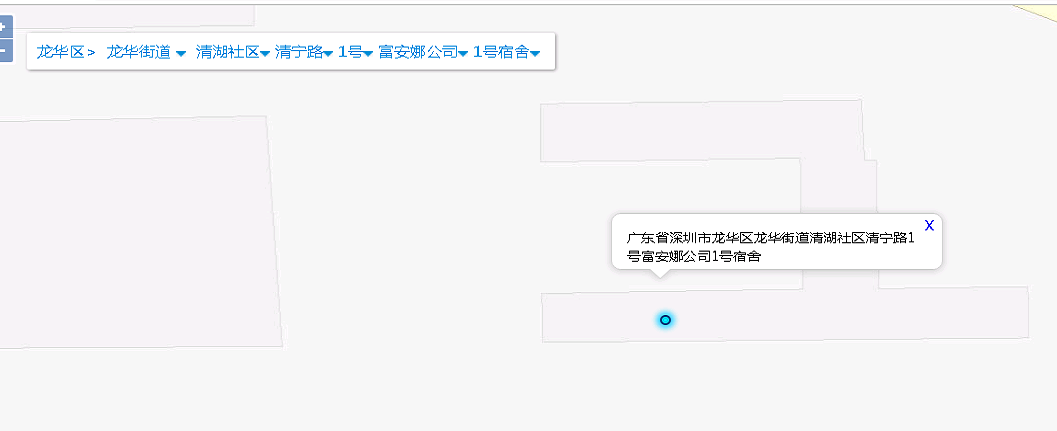 龙华区> 龙华街道 清湖社区 清宁路 1号 富安娜公司 1号宿舍
X
广东省深圳市龙华区龙华街道清湖社区清宁路1
号富安娜公司1号宿舍